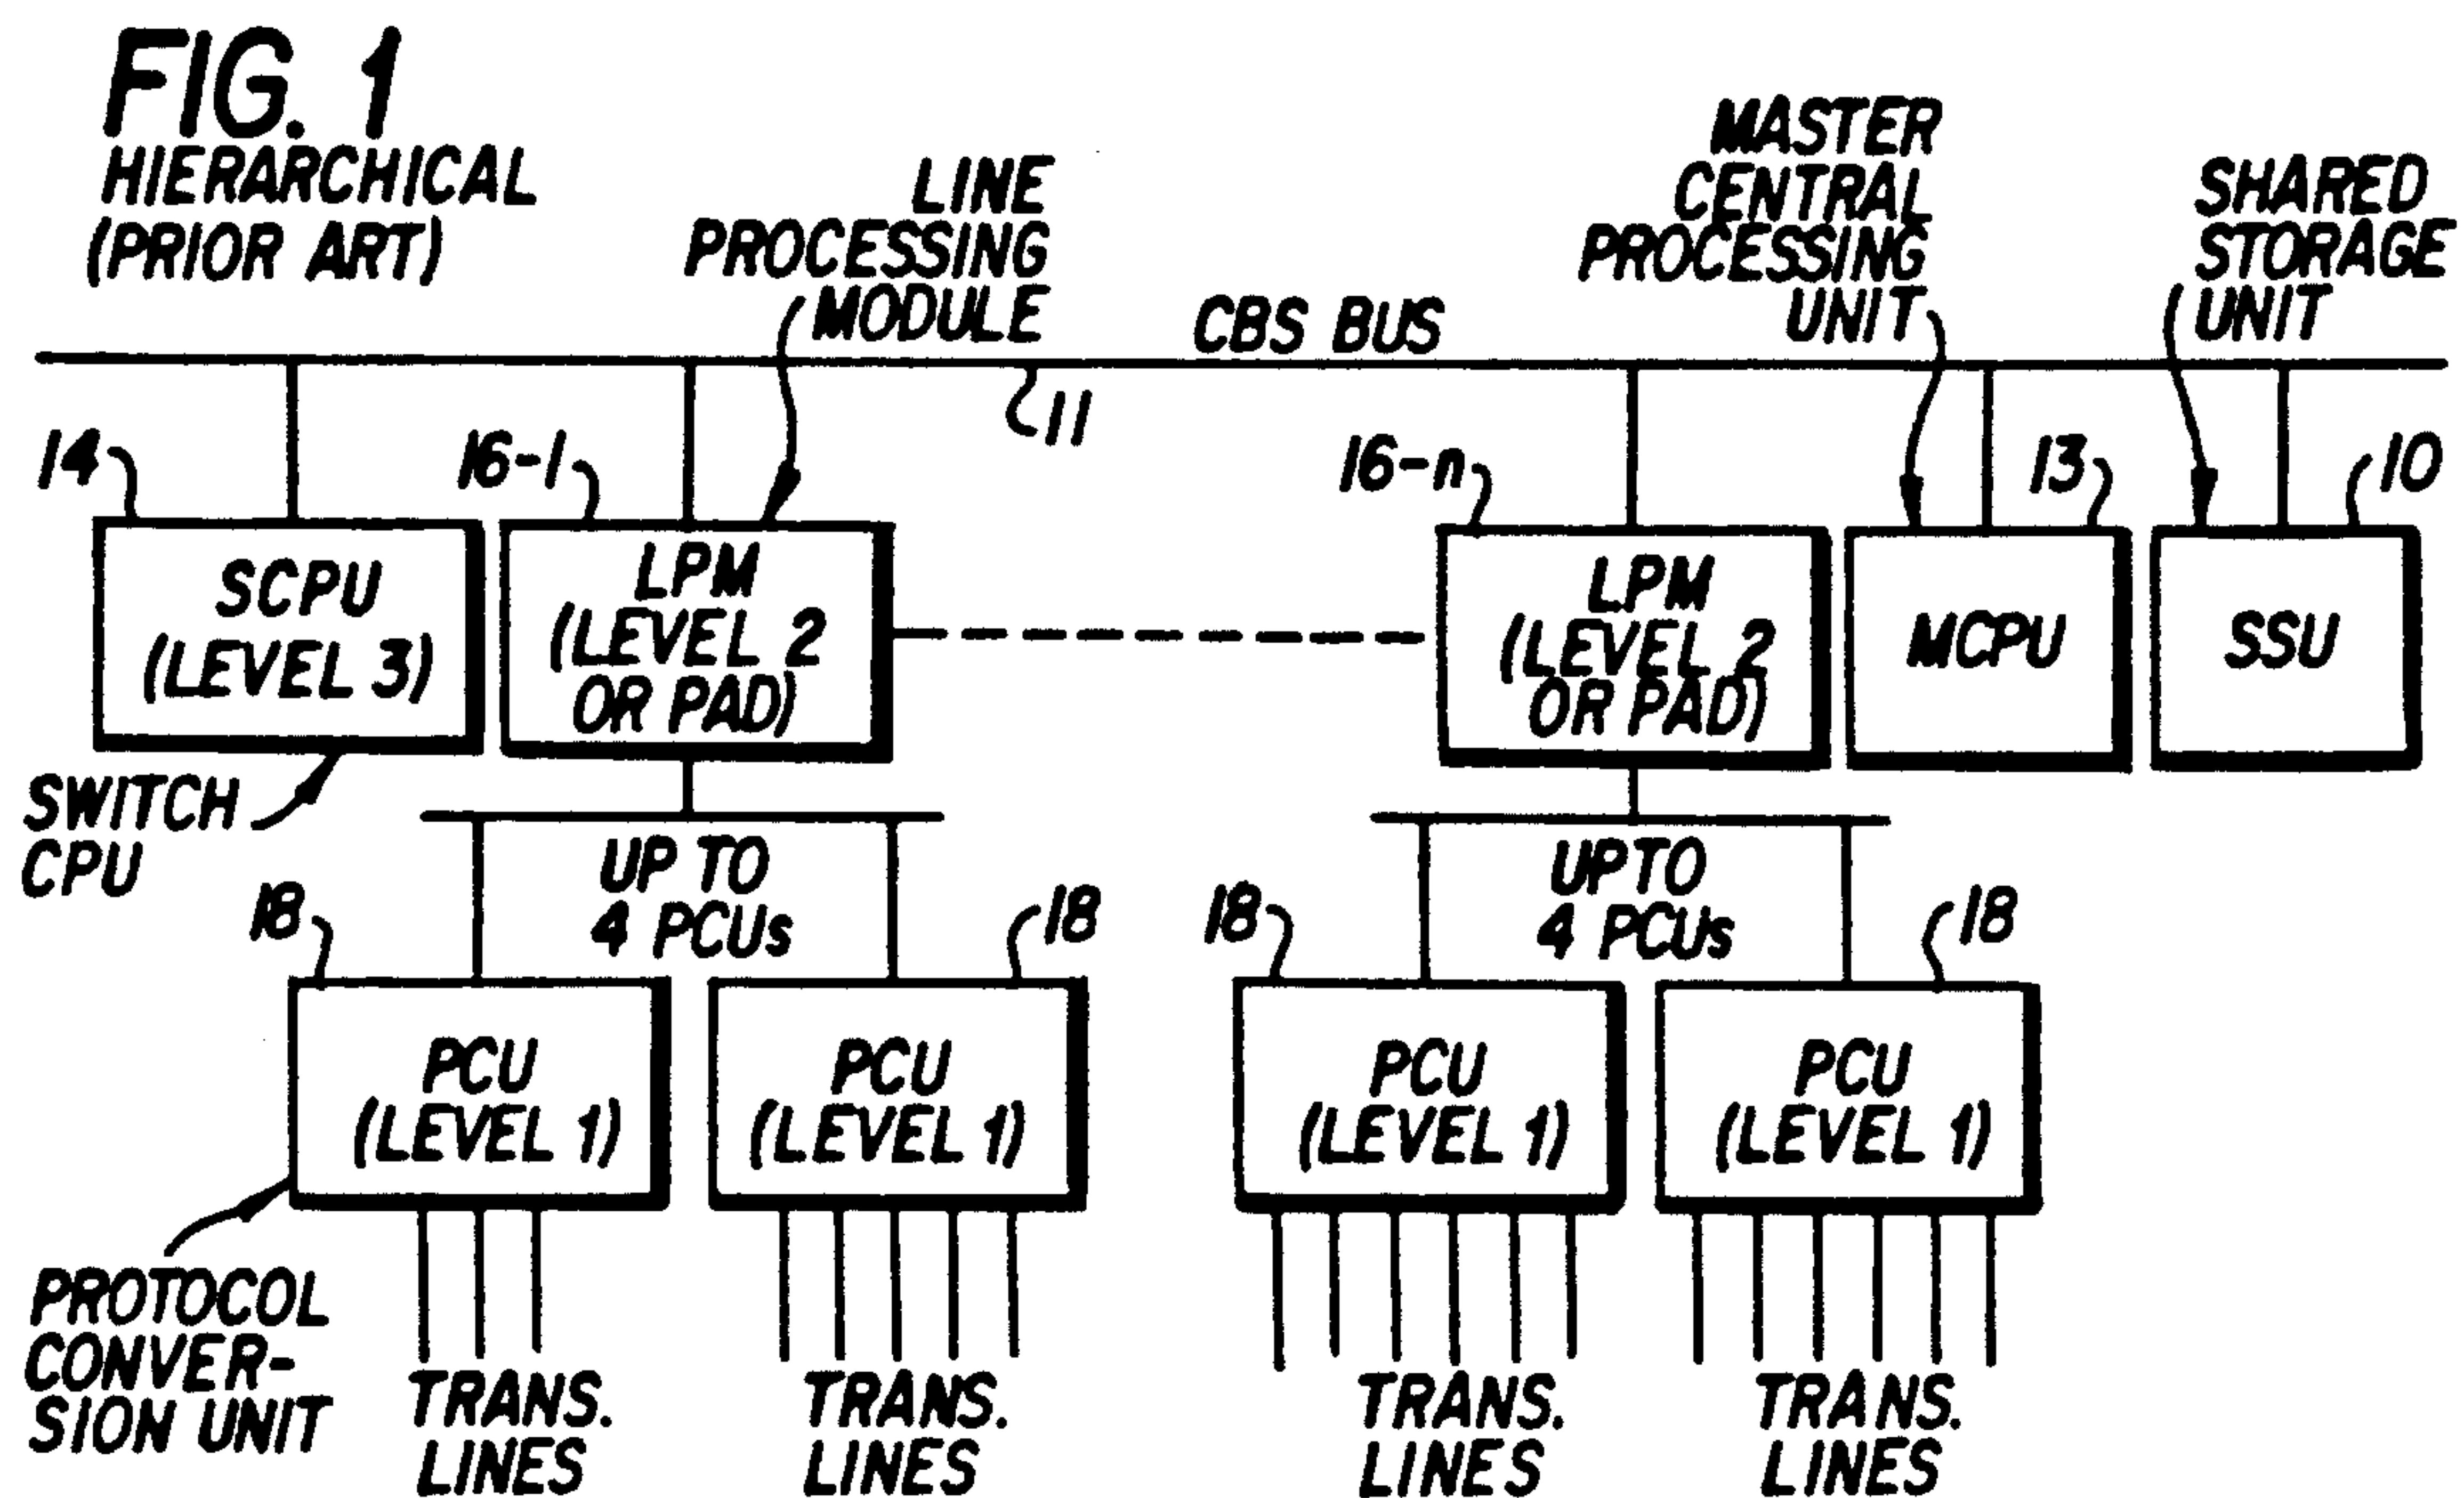 FIG. 1
HIERARCHICAL
(PRIOR ART)
LINE
PROCESSING
MODULE
CBS BUS
MASTER
CENTRAL
PROCESSING
UNIT
SHARED
STORAGE
UNIT
11
14
16-1
16-n
13
10
SCPU
(LEVEL 3)
LPM
(LEVEL 2
OR PAD)
LPM
(LEVEL 2
OR PAD)
MCPU
SSU
SWITCH
CPU
UP TO
4 PCUs
UP TO
4 PCUs
18
18
18
18
PCU
(LEVEL 1)
PCU
(LEVEL 1)
PCU
(LEVEL 1)
PCU
(LEVEL 1)
PROTOCOL
CONVER-
SION UNIT
TRANS.
LINES
TRANS.
LINES
TRANS.
LINES
TRANS.
LINES